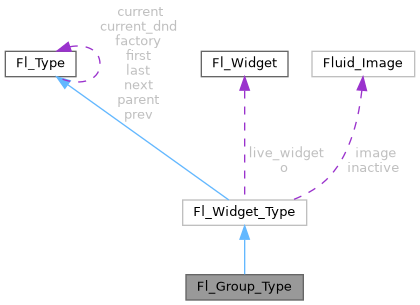 current
current_dnd
factory
first
last
next
parent
prev
Fl_Type
Fl_Widget
Fluid_Image
live_widget
o
image
inactive
Fl_Widget_Type
Fl_Group_Type